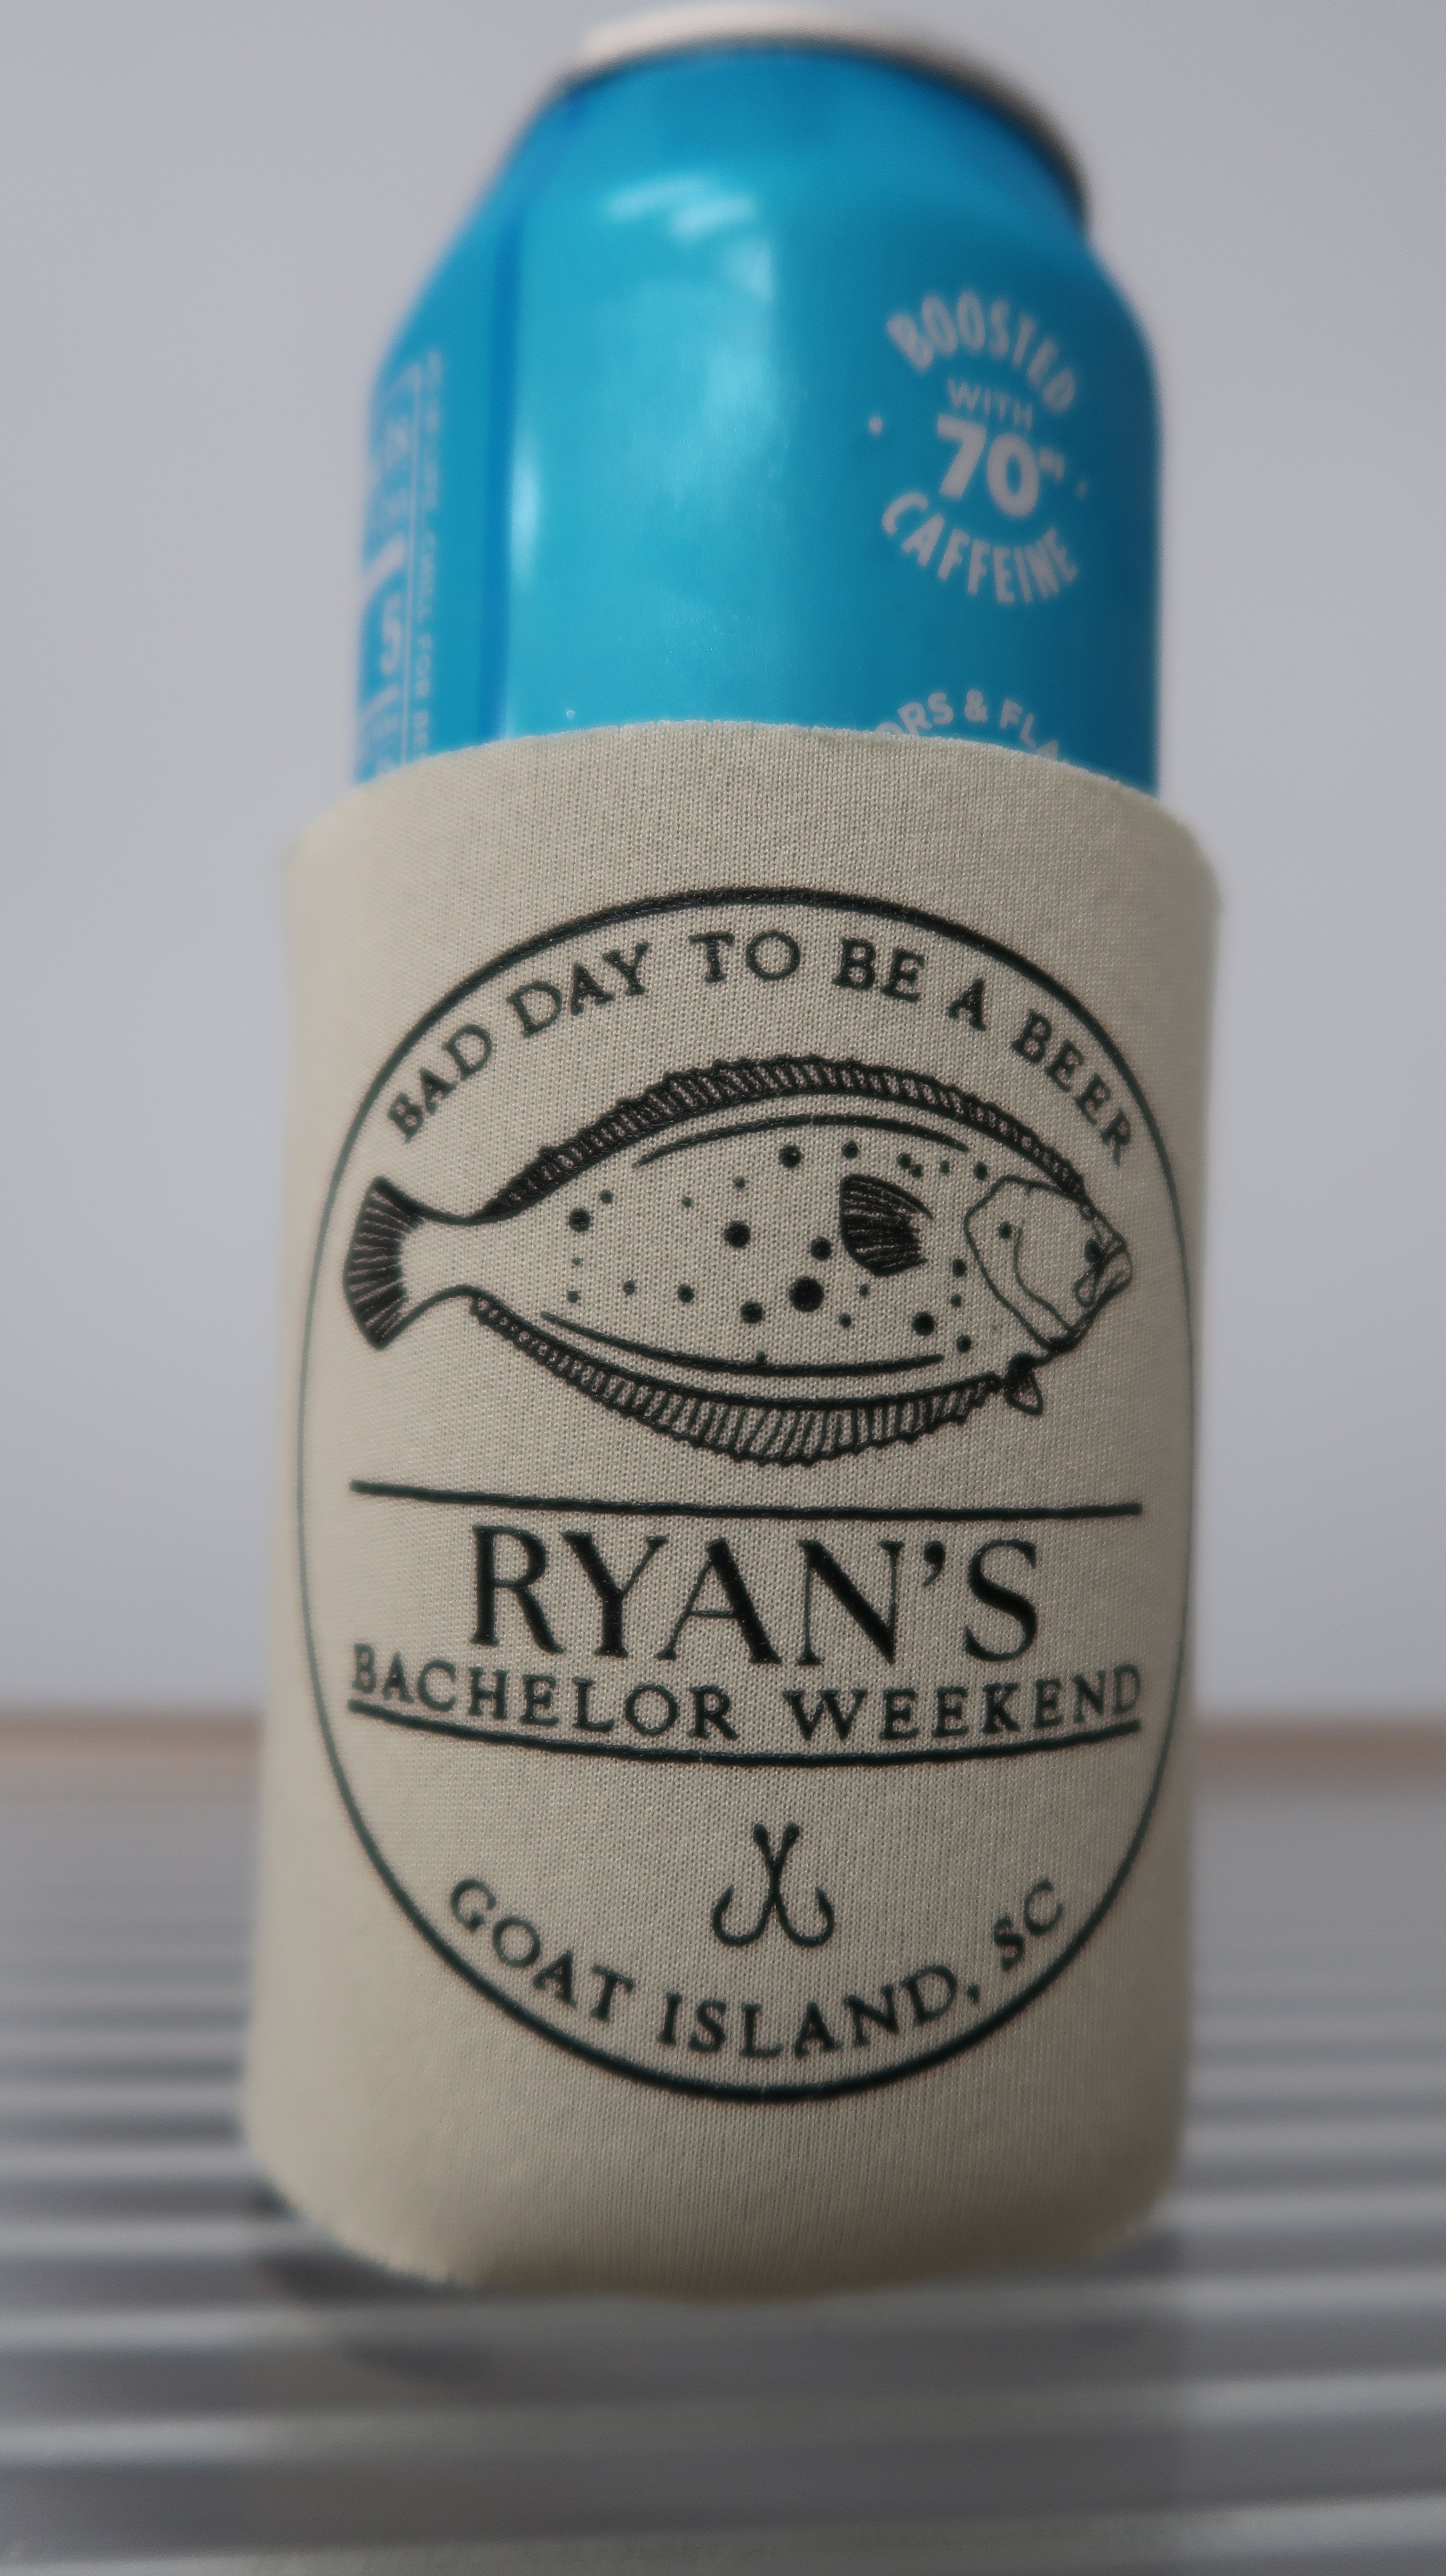 BOOSTED
WITH
70
CAFFEINE
& 
BAD DAY TO BE A BEER
RYAN'S
BACHELOR WEEKEND
GOAT ISLAND, SC